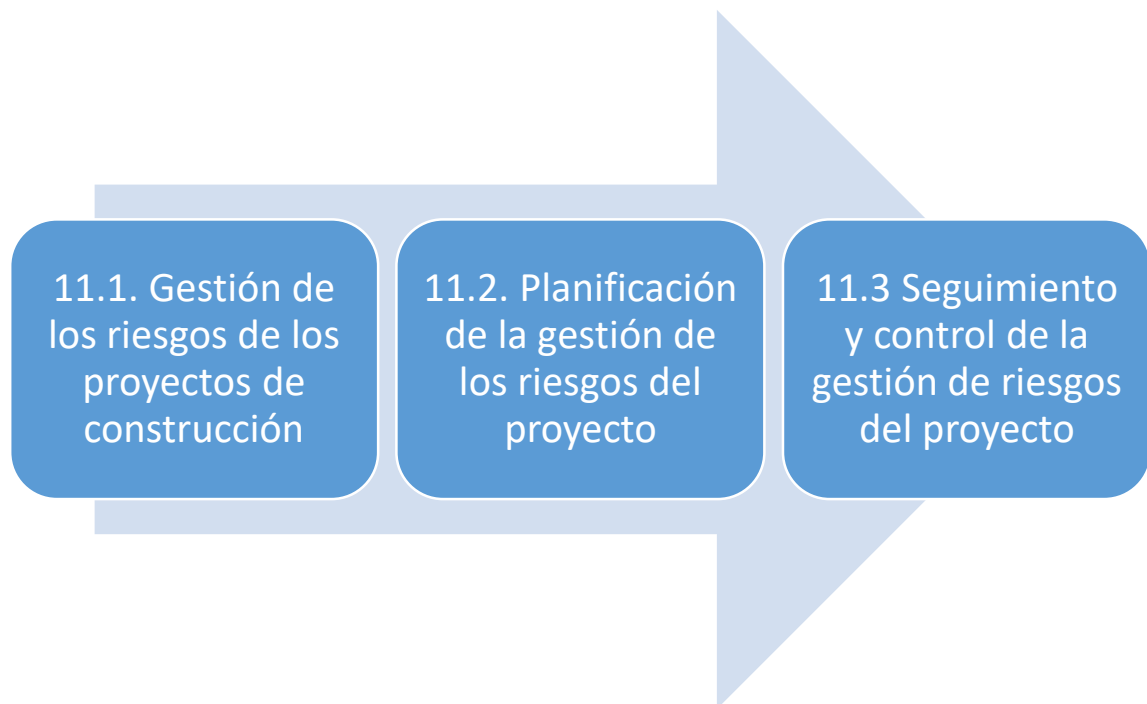 11.1. Gestión de
los riesgos de los
proyectos de
construcción
11.2. Planificación
de la gestión de
los riesgos del
proyecto
11.3 Seguimiento
y control de la
gestión de riesgos
del proyecto